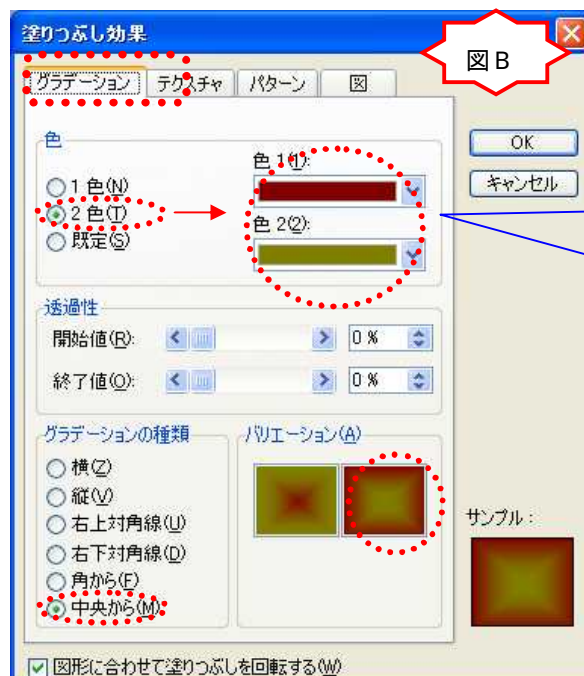 塗りつぶし効果
図B
グラデーション テクスチャ パターン 図
色
1色(N)
2色(T)
既定(S)
色 1(1):
色 2(2):
OK
キャンセル
透過性
開始値(R): 0 %
終了値(O): 0 %
グラデーションの種類
横(Z)
縦(V)
右上対角線(U)
右下対角線(D)
角から(F)
中央から(M)
バリエーション(A)
サンプル:
図形に合わせて塗りつぶしを回転する(W)